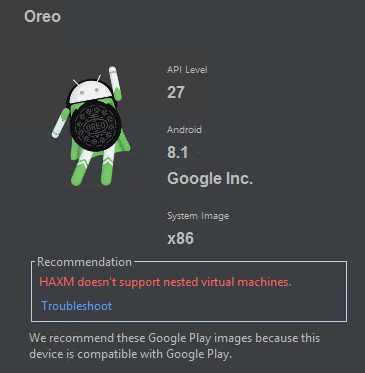 Oreo
API Level
27
OREO
Android
8.1
Google Inc.
System Image
x86
Recommendation
HAXM doesn't support nested virtual machines.
Troubleshoot
We recommend these Google Play images because this
device is compatible with Google Play.